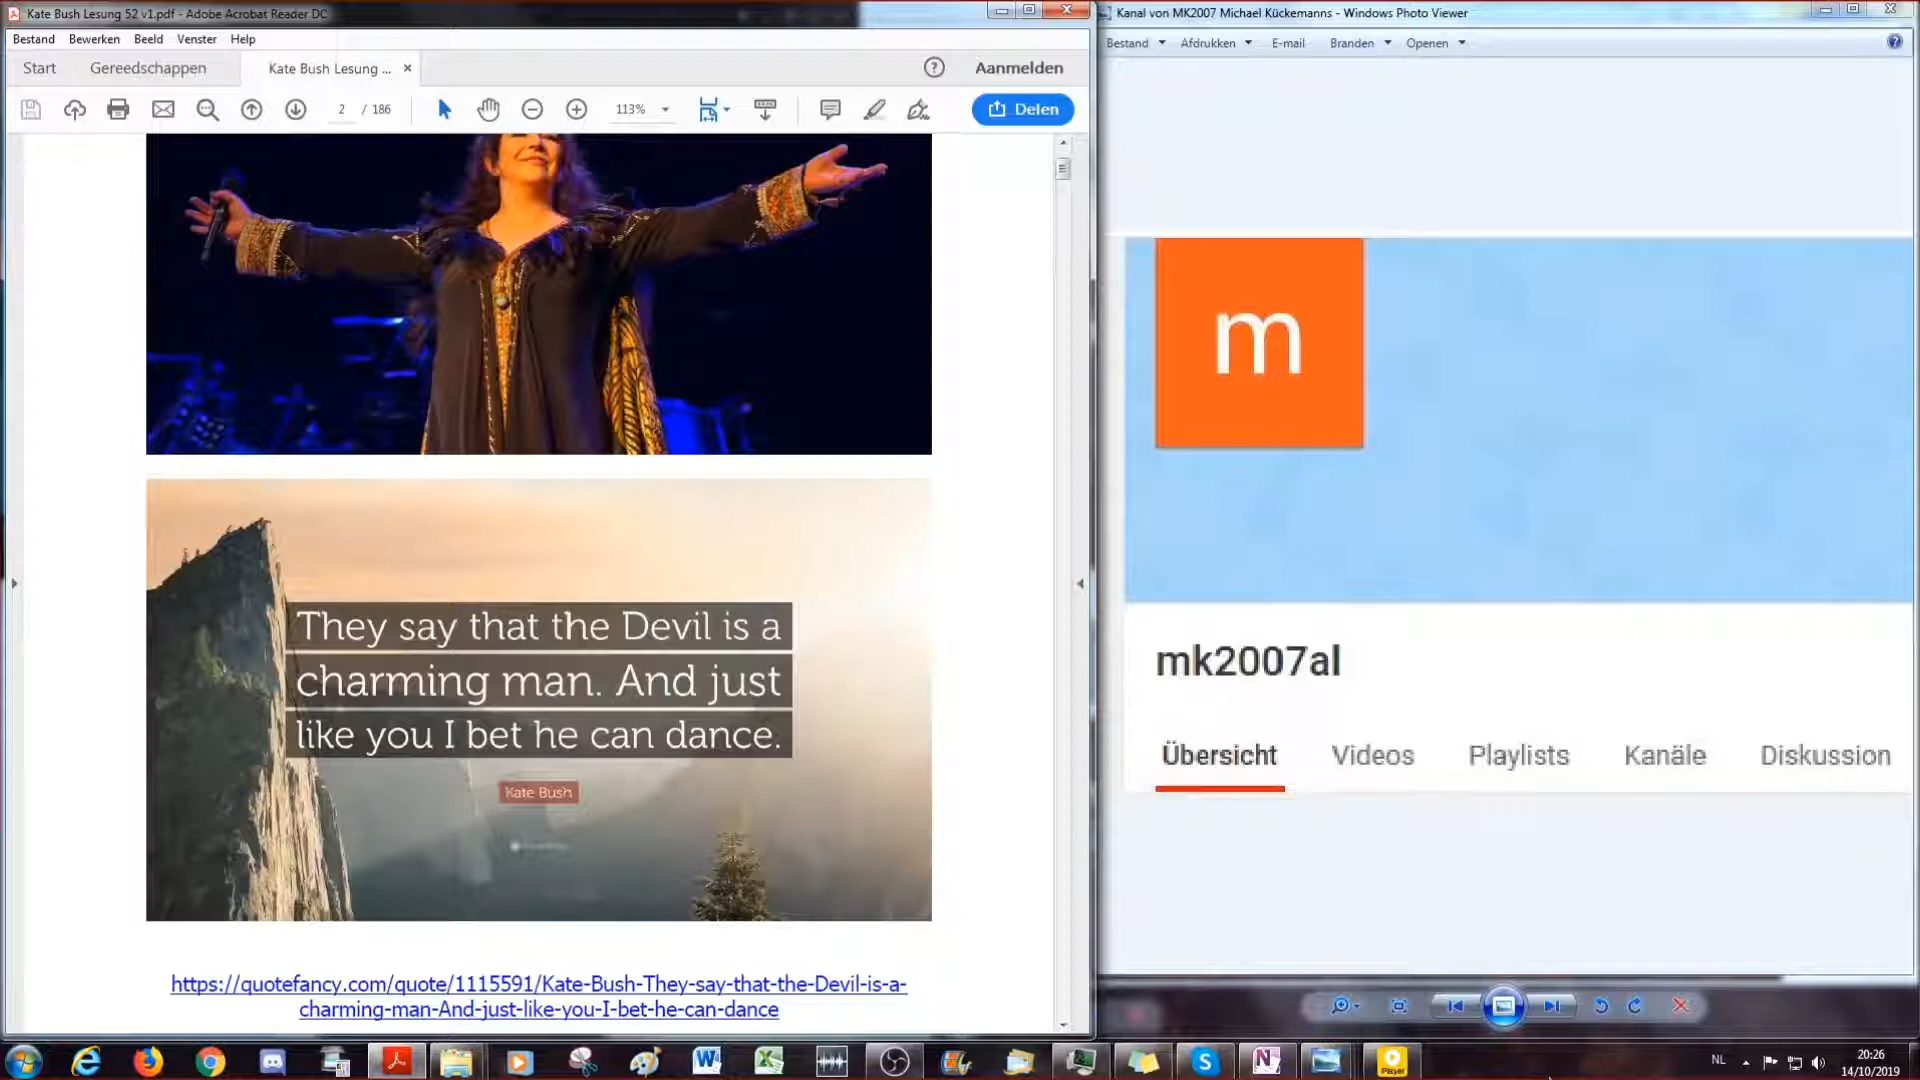 Kate Bush Lesung 52 v1.pdf - Adobe Acrobat Reader DC
Bestand Bewerken Beeld Venster Help
Start Gereedschappen Kate Bush Lesung ... Aanmelden
2 / 186 113% Delen
They say that the Devil is a
charming man. And just
like you I bet he can dance.
Kate Bush
https://quotefancy.com/quote/1115591/Kate-Bush-They-say-that-the-Devil-is-a-
charming-man-And-just-like-you-I-bet-he-can-dance
Kanal von MK2007 Michael Kückemanns - Windows Photo Viewer
Bestand Afdrukken E-mail Branden Openen
m
mk2007al
Übersicht Videos Playlists Kanäle Diskussion
NL
20:26
14/10/2019
Player